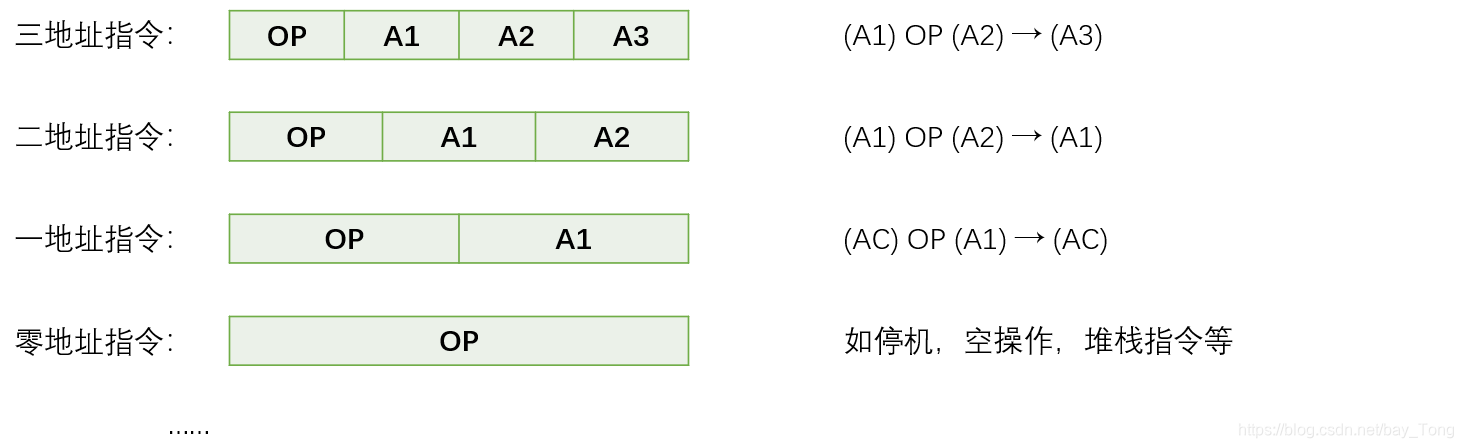 三地址指令： OP A1 A2 A3 (A1) OP (A2) → (A3)
二地址指令： OP A1 A2 (A1) OP (A2) → (A1)
一地址指令： OP A1 (AC) OP (A1) → (AC)
零地址指令： OP 如停机，空操作，堆栈指令等
......
https://blog.csdn.net/bay_Tong